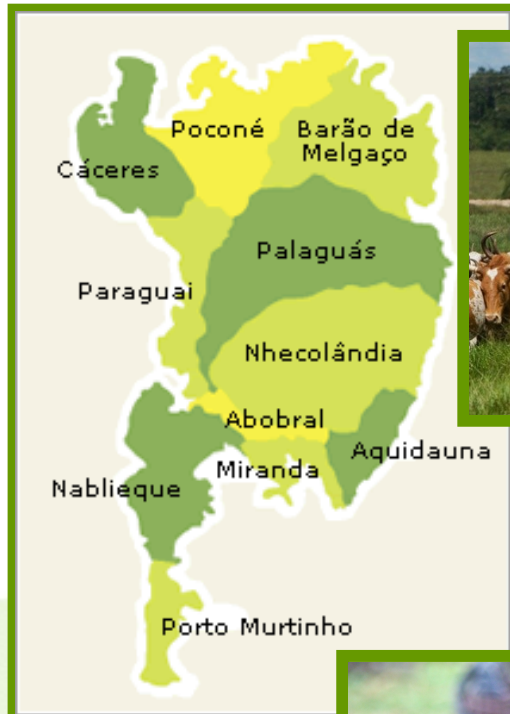 Poconé
Barão de
Melgaço
Cáceres
Palaguás
Paraguai
Nhecolândia
Abobral
Aquidauna
Miranda
Nablieque
Porto Murtinho